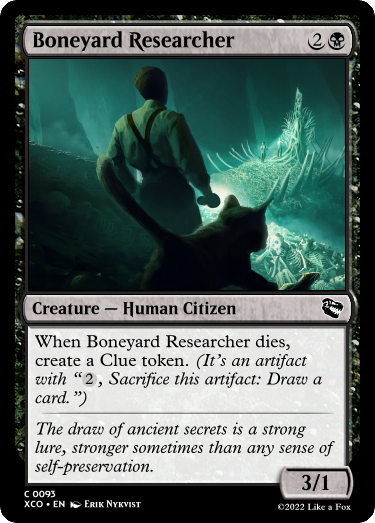 Boneyard Researcher 2
Creature — Human Citizen
When Boneyard Researcher dies,
create a Clue token. (It's an artifact
with “2, Sacrifice this artifact: Draw a
card.”)
The draw of ancient secrets is a strong
lure, stronger sometimes than any sense of
self-preservation.
3/1
C 0093
XCO • EN Erik Nykvist
©2022 Like a Fox